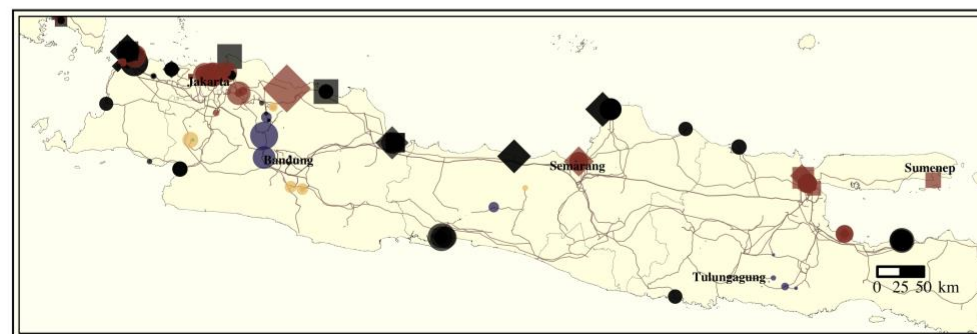 Jakarta
Bandung
Semarang
Sumenep
Tulungagung
0 25 50 km